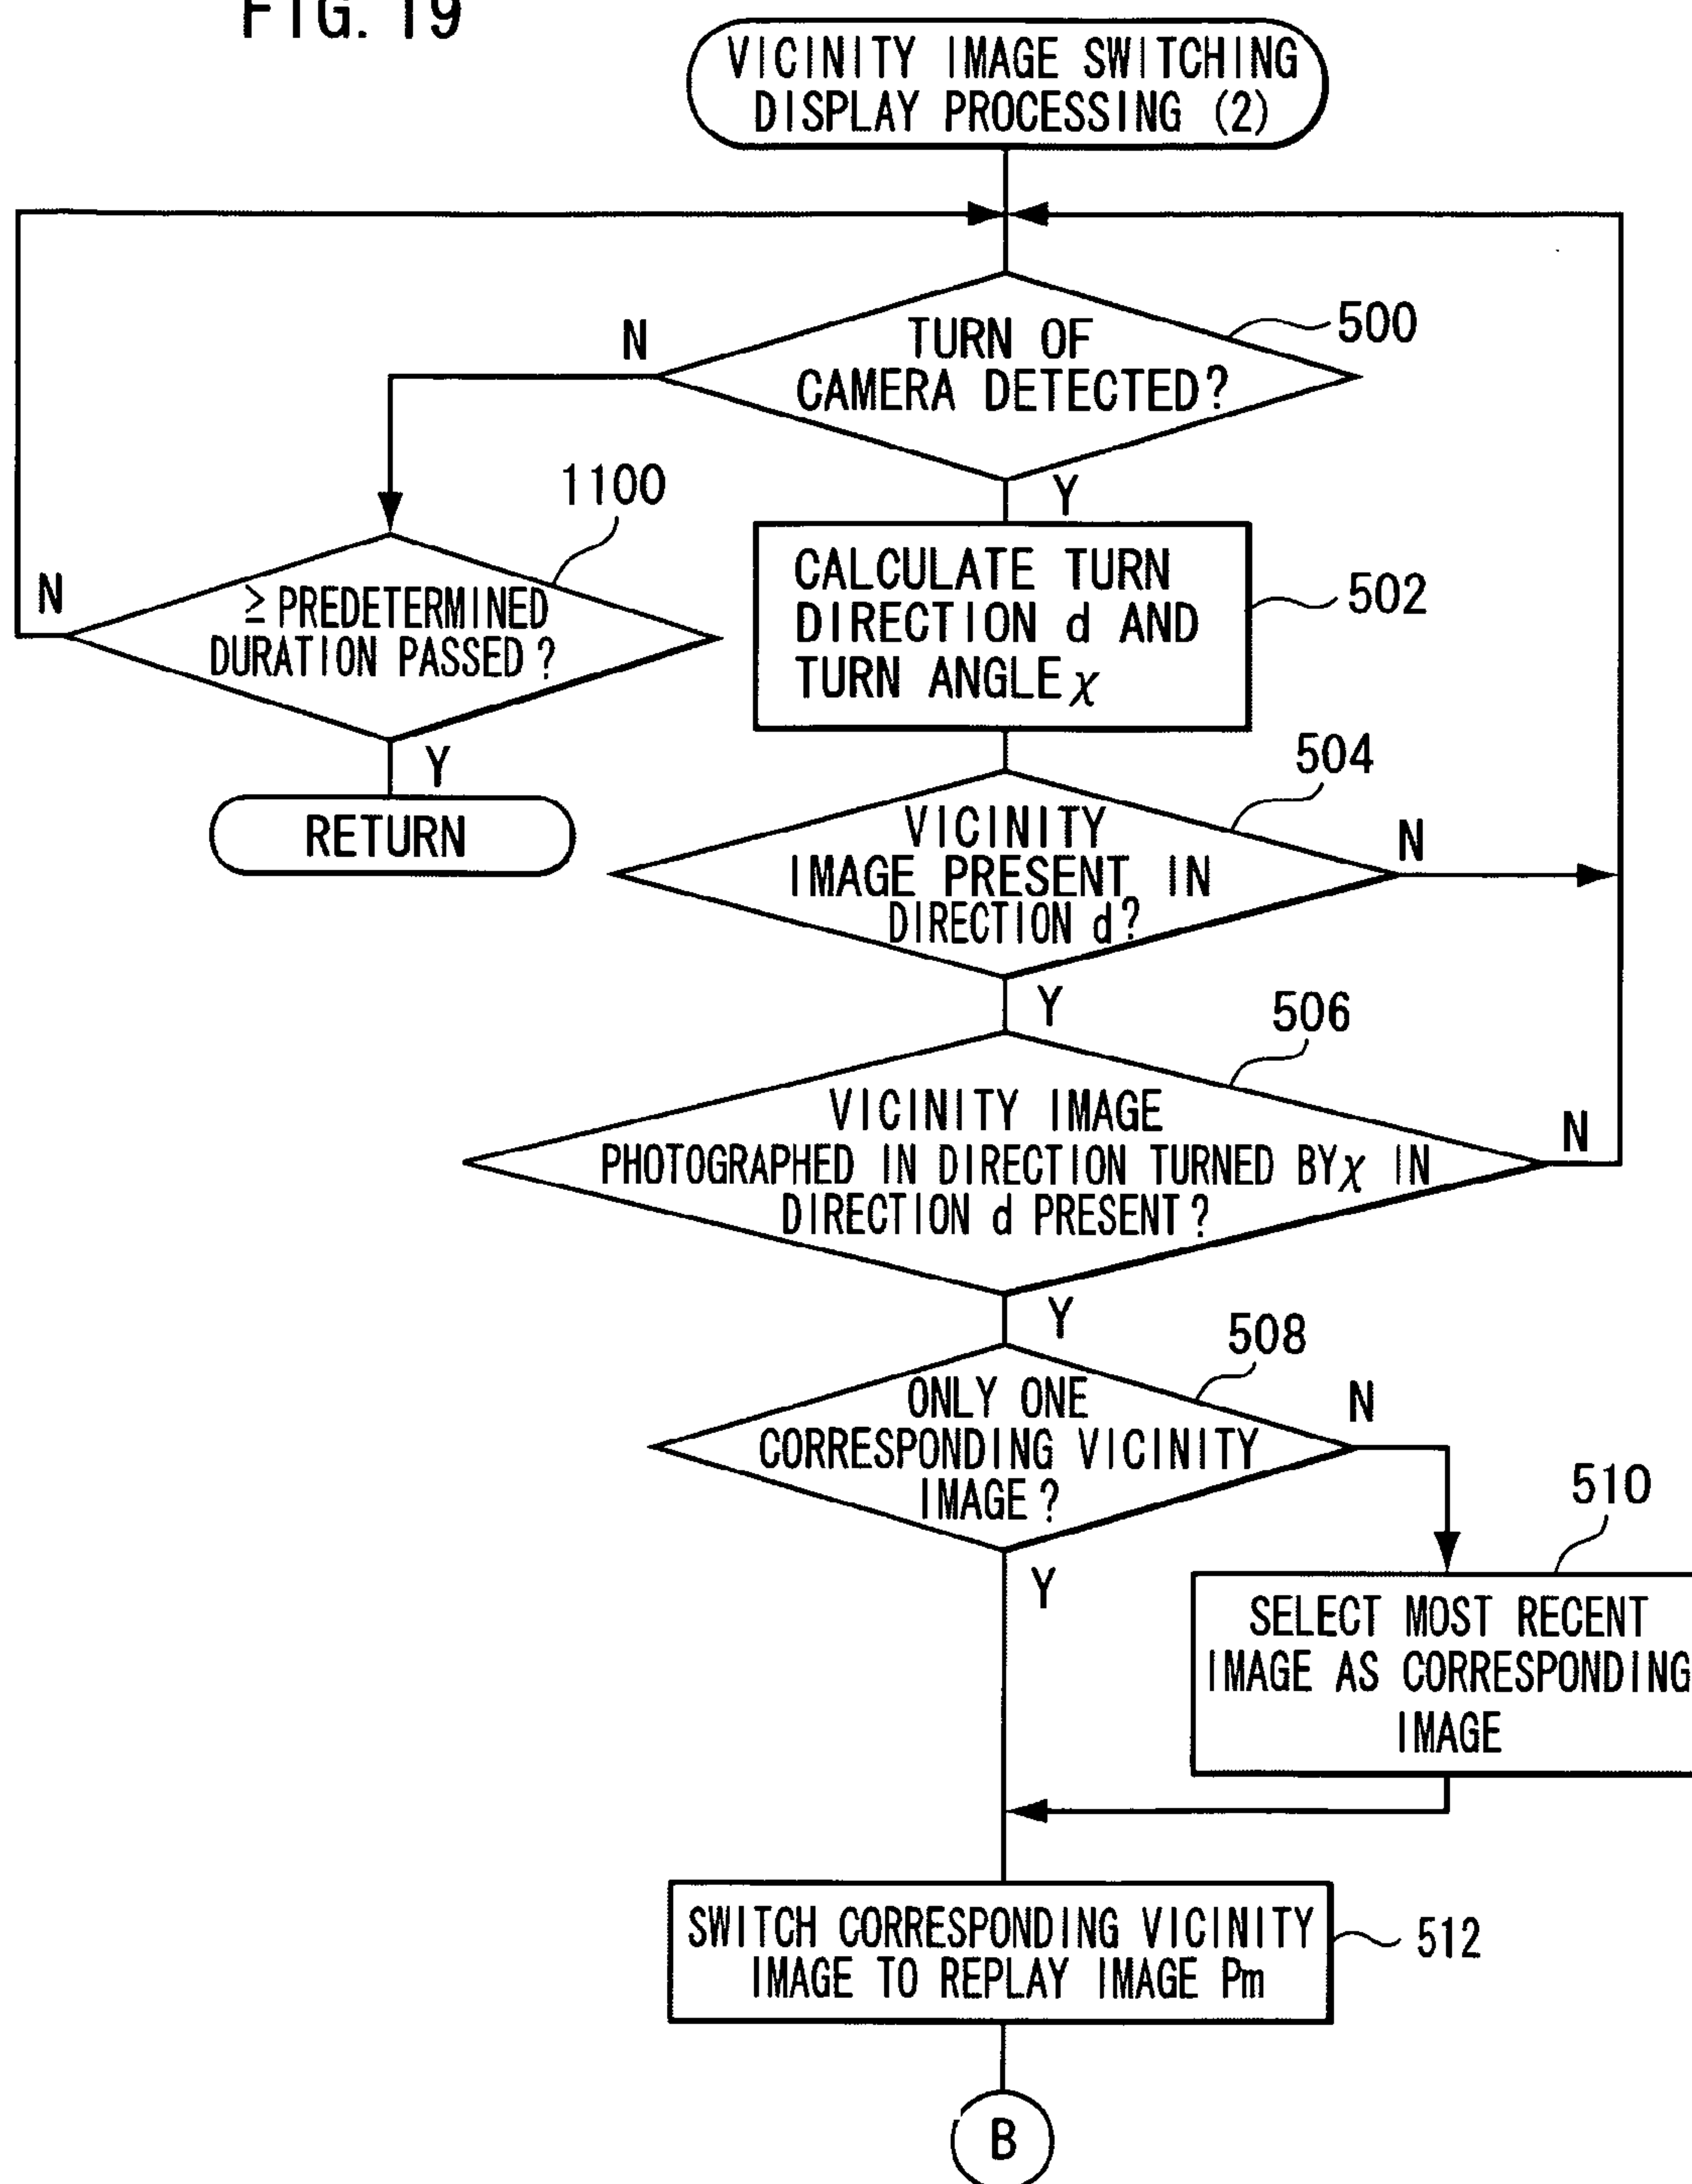 FIG. 19
VICINITY IMAGE SWITCHING
DISPLAY PROCESSING (2)
N
TURN OF
CAMERA DETECTED?
500
Y
1100
N
≥ PREDETERMINED
DURATION PASSED?
Y
RETURN
CALCULATE TURN
DIRECTION d AND
TURN ANGLE χ
502
504
VICINITY
IMAGE PRESENT IN
DIRECTION d?
N
Y
506
VICINITY IMAGE
PHOTOGRAPHED IN DIRECTION TURNED BY χ IN
DIRECTION d PRESENT?
N
Y
508
ONLY ONE
CORRESPONDING VICINITY
IMAGE?
N
Y
510
SELECT MOST RECENT
IMAGE AS CORRESPONDING
IMAGE
SWITCH CORRESPONDING VICINITY
IMAGE TO REPLAY IMAGE Pm
512
B